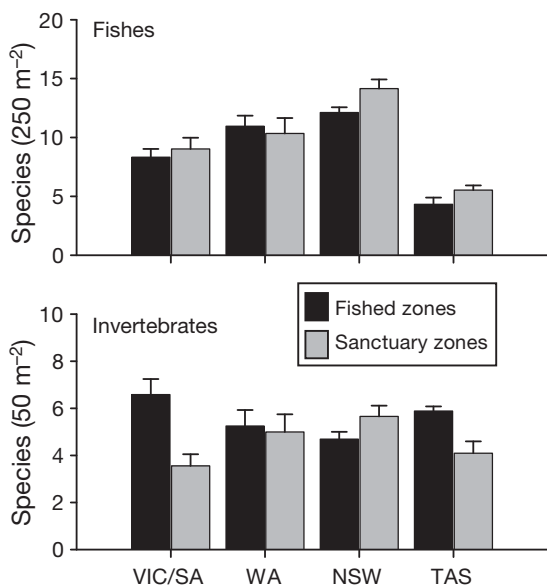 20
Fishes
15
10
5
0
Species (250 m⁻²)
10
Invertebrates
8
6
4
2
0
Species (50 m⁻²)
Fished zones
Sanctuary zones
VIC/SA WA NSW TAS